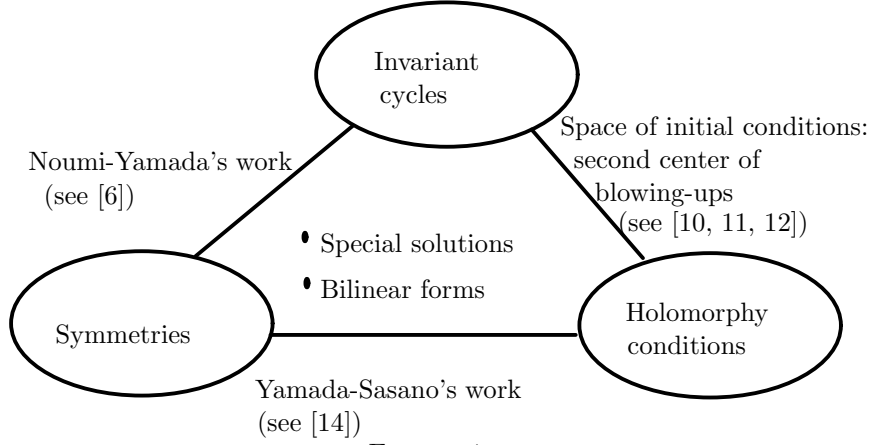 Invariant
cycles
Space of initial conditions:
second center of
blowing-ups
(see [10, 11, 12])
Noumi-Yamada's work
(see [6])
• Special solutions
• Bilinear forms
Symmetries
Holomorphy
conditions
Yamada-Sasano's work
(see [14])